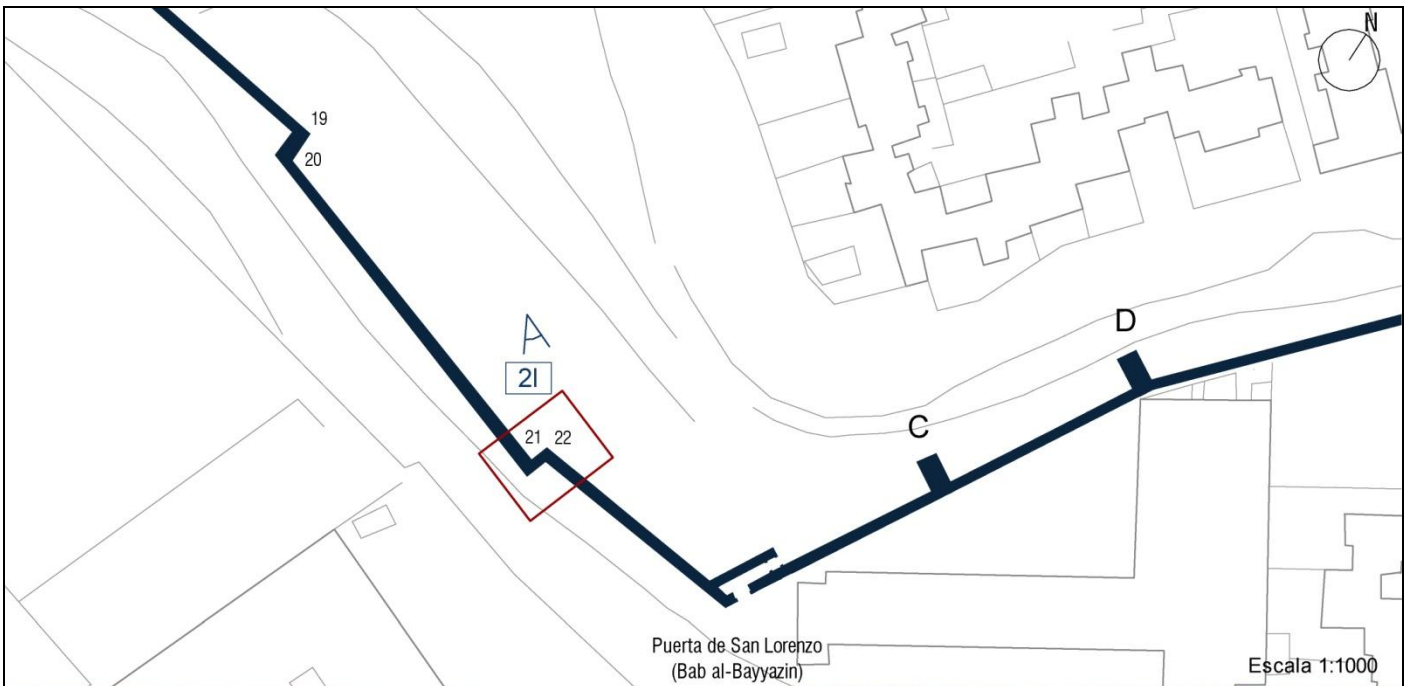 N
19
20
D
A
2I
C
21 22
Puerta de San Lorenzo
(Bab al-Bayyazin)
Escala 1:1000